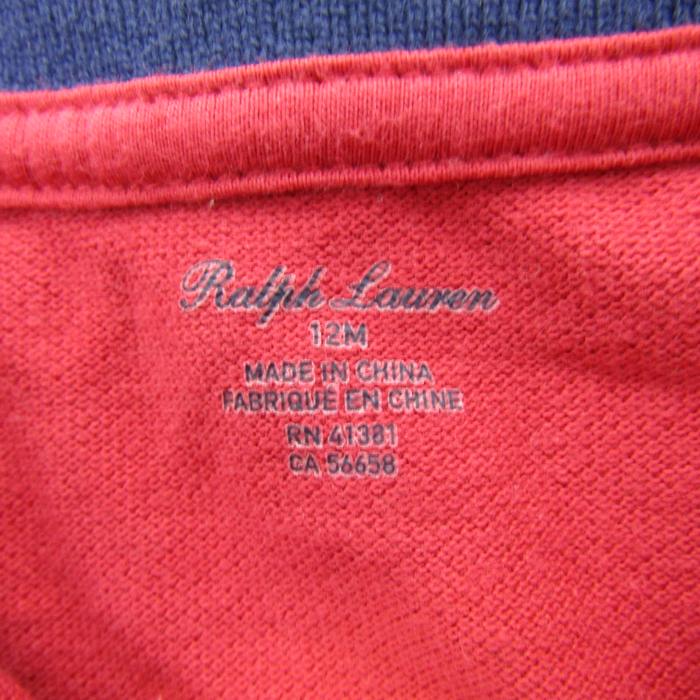 Ralph Lauren
12M
MADE IN CHINA
FABRIQUÉ EN CHINE
RN 41381
CA 56658